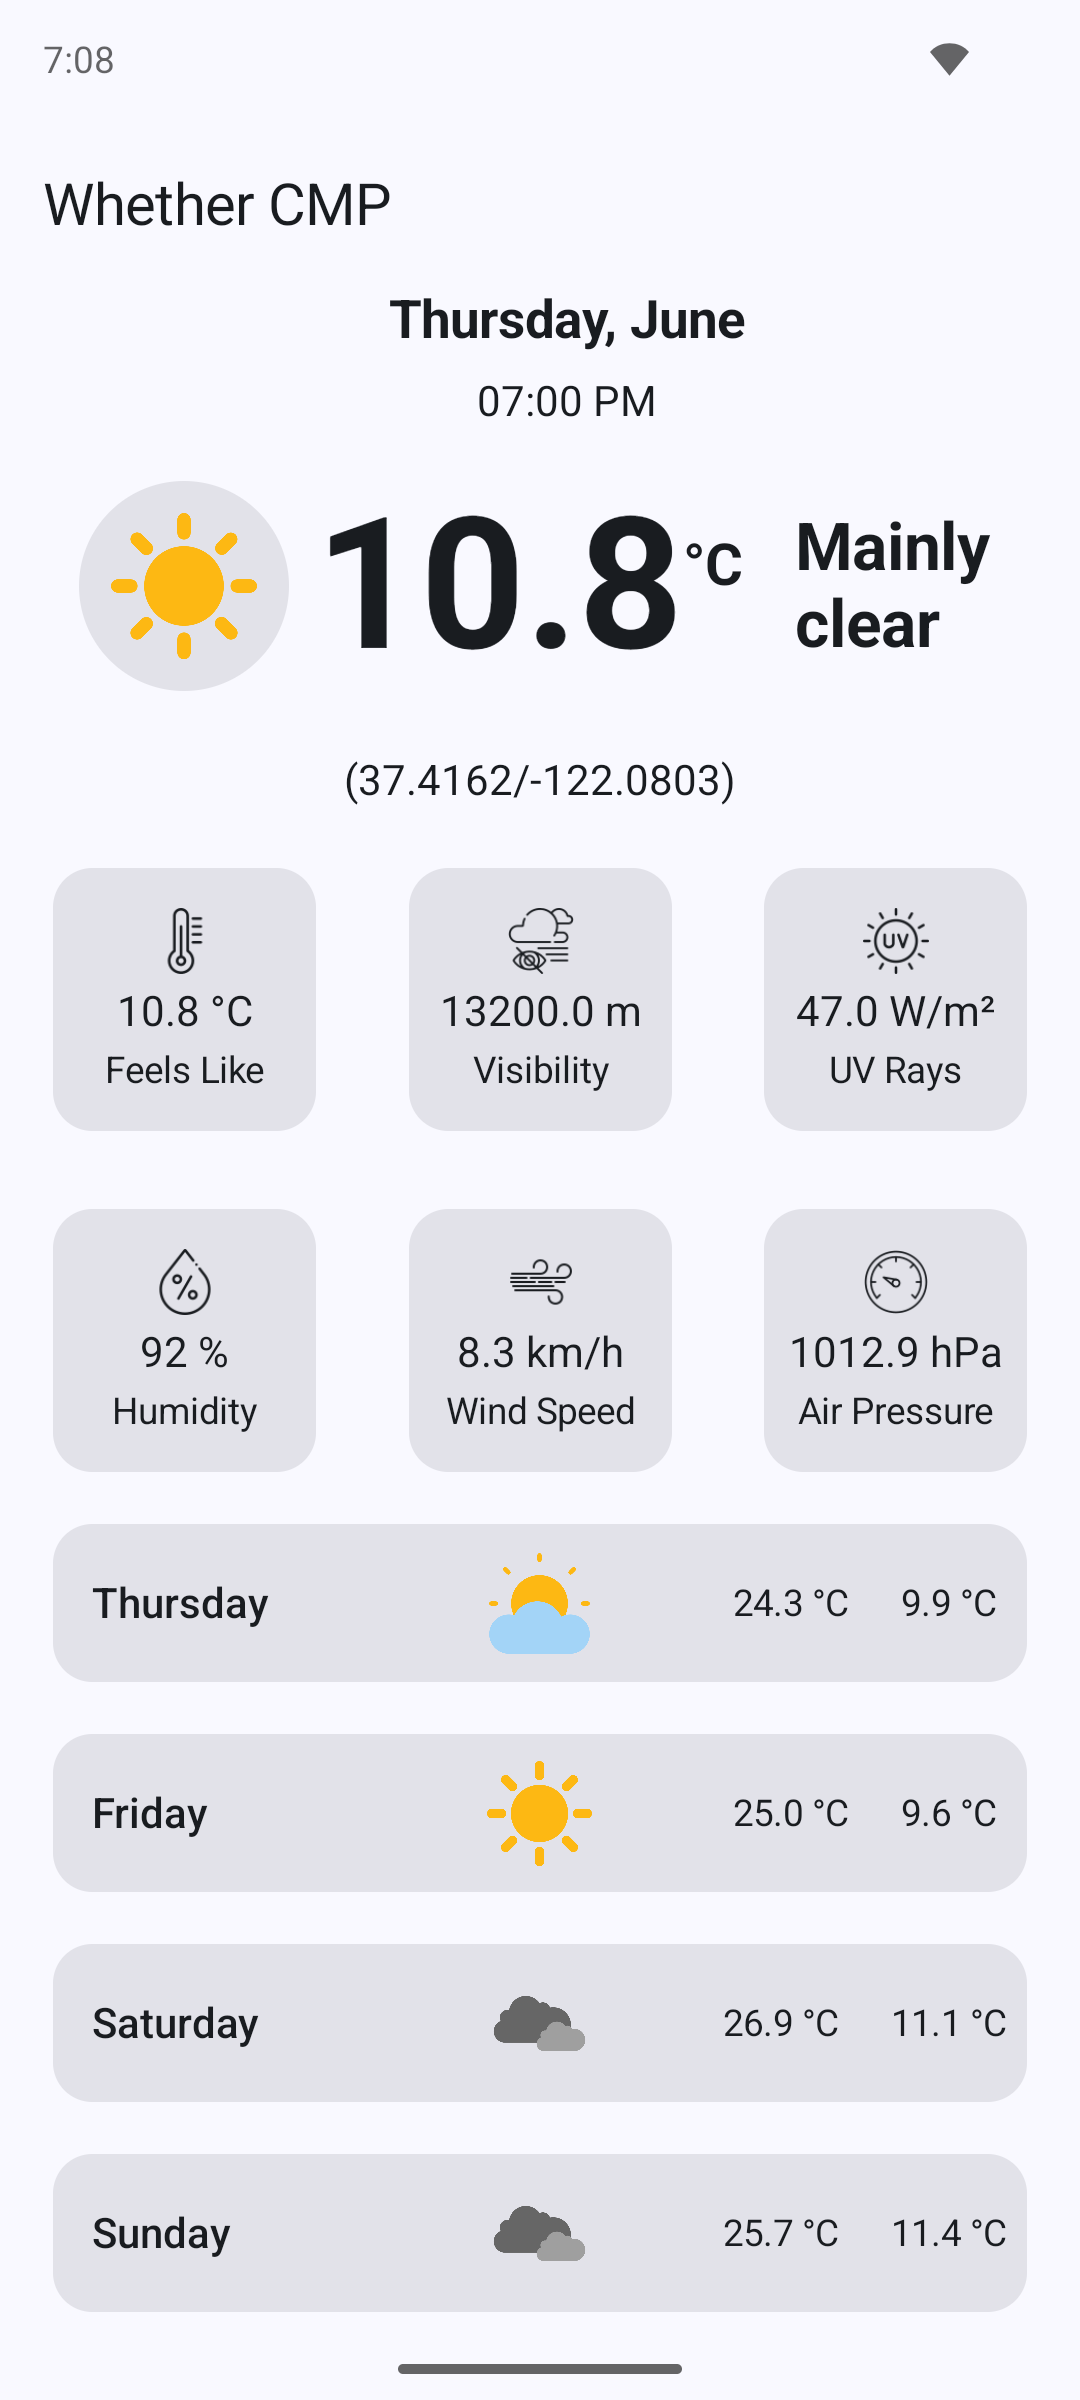 7:08
Whether CMP
Thursday, June
07:00 PM
10.8 °C
Mainly
clear
(37.4162/-122.0803)
10.8 °C
Feels Like
13200.0 m
Visibility
UV
47.0 W/m²
UV Rays
%
92 %
Humidity
8.3 km/h
Wind Speed
1012.9 hPa
Air Pressure
Thursday 24.3 °C 9.9 °C
Friday 25.0 °C 9.6 °C
Saturday 26.9 °C 11.1 °C
Sunday 25.7 °C 11.4 °C